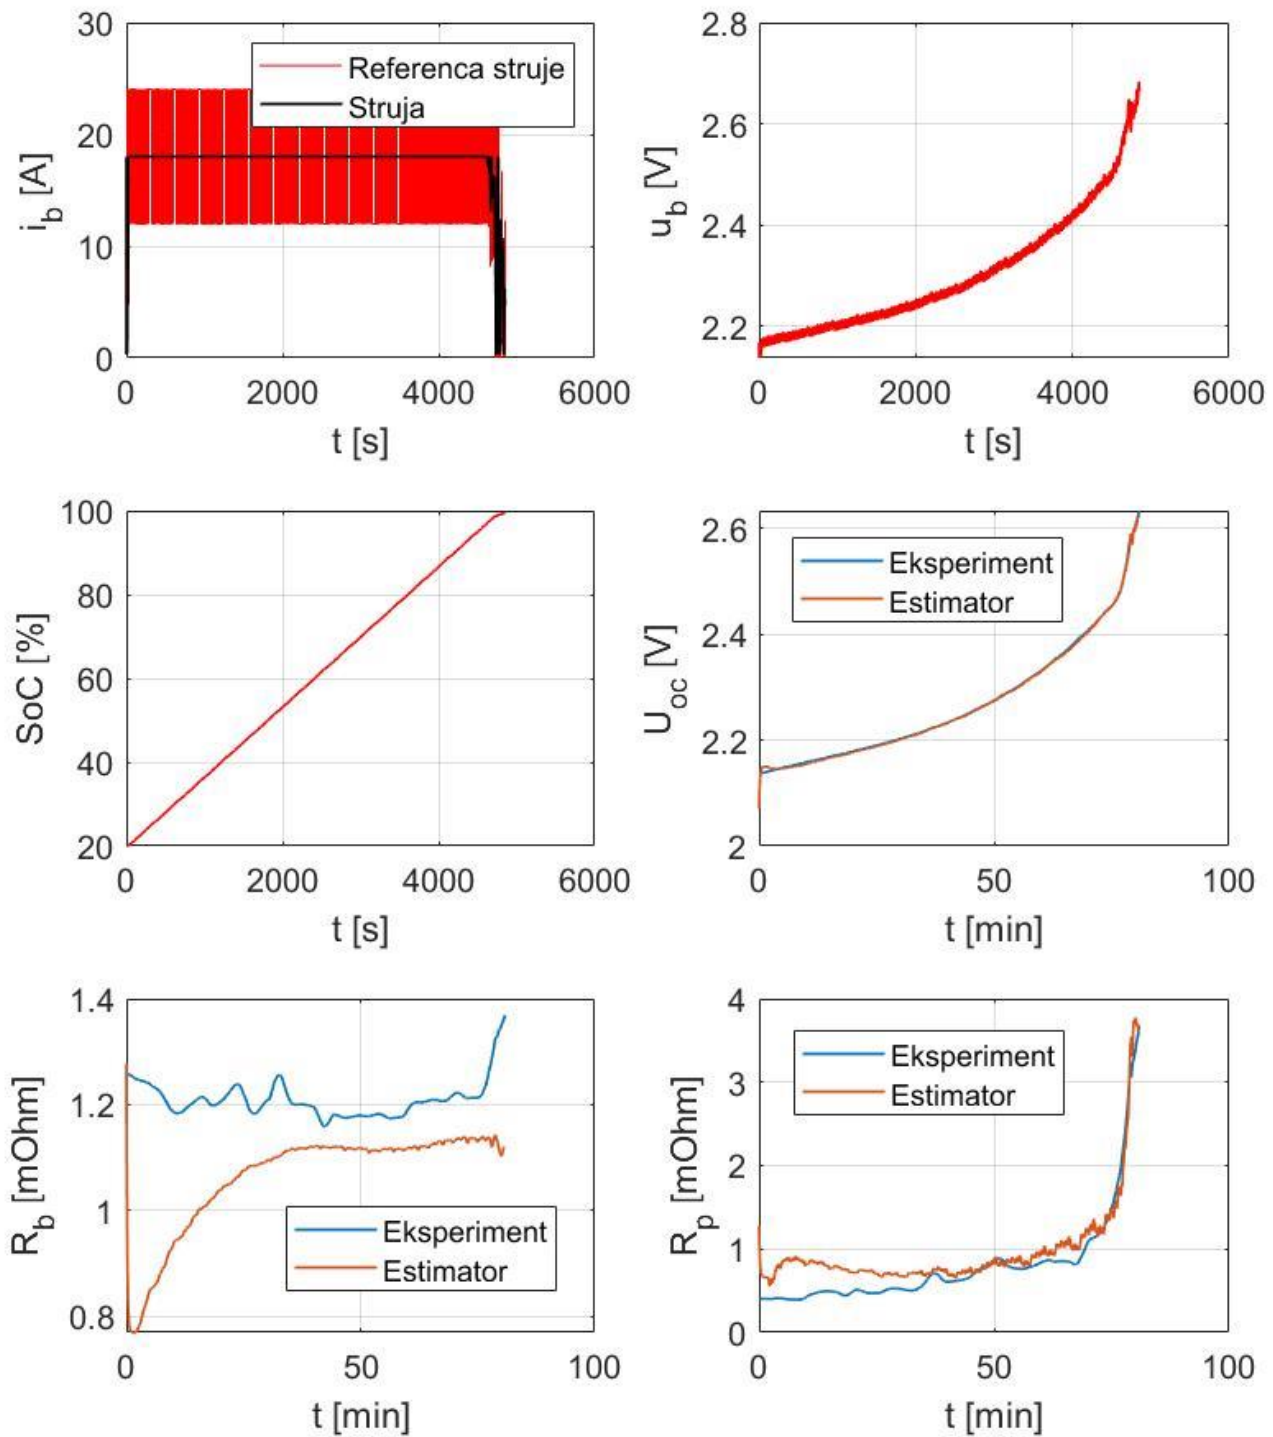 30
20
10
0
i_b [A]
Referenca struje
Struja
0 2000 4000 6000
t [s]
2.8
2.6
2.4
2.2
u_b [V]
0 2000 4000 6000
t [s]
100
80
60
40
20
SoC [%]
0 2000 4000 6000
t [s]
2.6
2.4
2.2
2
U_oc [V]
Eksperiment
Estimator
0 50 100
t [min]
1.4
1.2
1
0.8
R_b [mOhm]
Eksperiment
Estimator
0 50 100
t [min]
4
3
2
1
0
R_p [mOhm]
Eksperiment
Estimator
0 50 100
t [min]